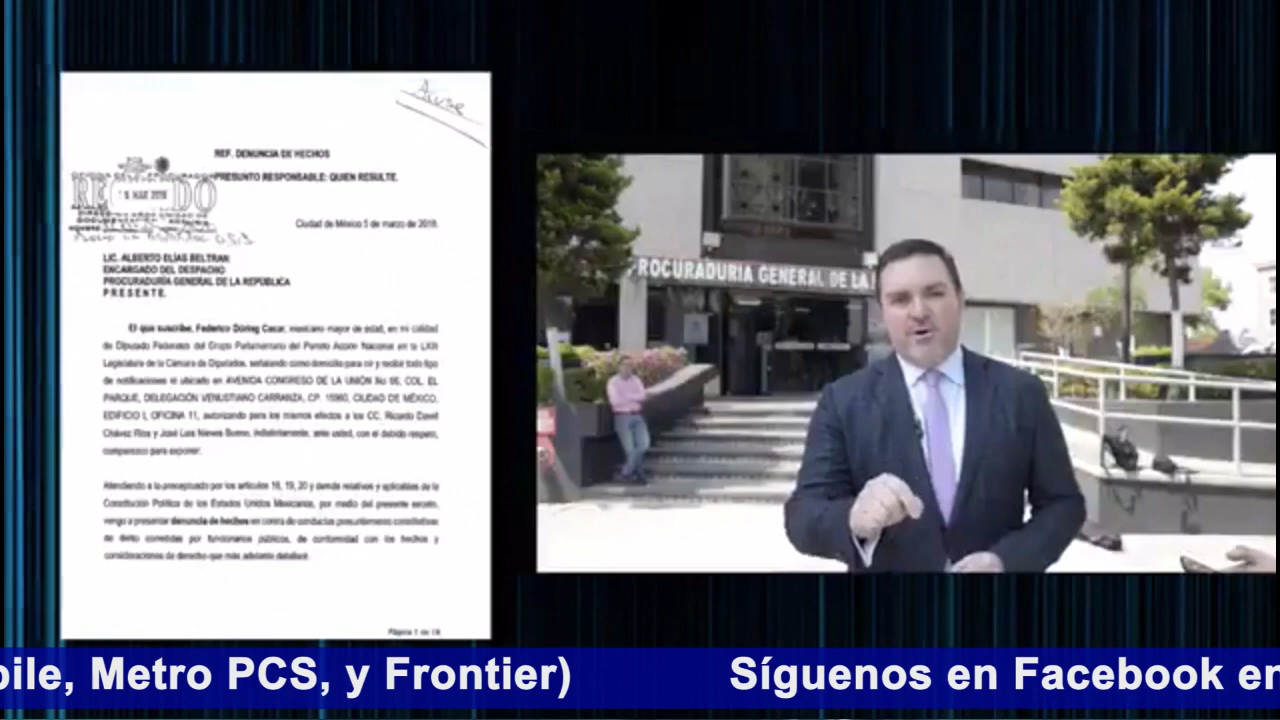 Acuse
REF. DENUNCIA DE HECHOS
PRESUNTO RESPONSABLE: QUIEN RESULTE.
Ciudad de México 5 de marzo de 2018.
LIC. ALBERTO ELÍAS BELTRAN
ENCARGADO DEL DESPACHO
PROCURADURÍA GENERAL DE LA REPÚBLICA
P R E S E N T E.
El que suscribe, Federico Döring Casar, mexicano mayor de edad, en mi calidad
de Diputado Federal del Grupo Parlamentario del Partido Acción Nacional en la LXIII
Legislatura de la Cámara de Diputados, señalando como domicilio para oír y recibir todo tipo
de notificaciones el ubicado en AVENIDA CONGRESO DE LA UNIÓN No 66, COL. EL
PARQUE, DELEGACIÓN VENUSTIANO CARRANZA, CP. 15960, CIUDAD DE MÉXICO,
EDIFICIO I, OFICINA 11, autorizando para los mismos efectos a los CC. Ricardo David
Chávez Ríos y José Luis Nieves Bueno, indistintamente, ante usted, con el debido respeto,
comparezco para exponer:
Atendiendo a lo preceptuado por los artículos 16, 19, 20 y demás relativos y aplicables de la
Constitución Política de los Estados Unidos Mexicanos, por medio del presente escrito,
vengo a presentar denuncia de hechos en contra de conductas presuntamente constitutivas
de delito cometidas por funcionarios públicos, de conformidad con los hechos y
consideraciones de derecho que más adelante detallaré.
Página 1 de 18
PROCURADURIA GENERAL DE LA
bile, Metro PCS, y Frontier) Síguenos en Facebook en